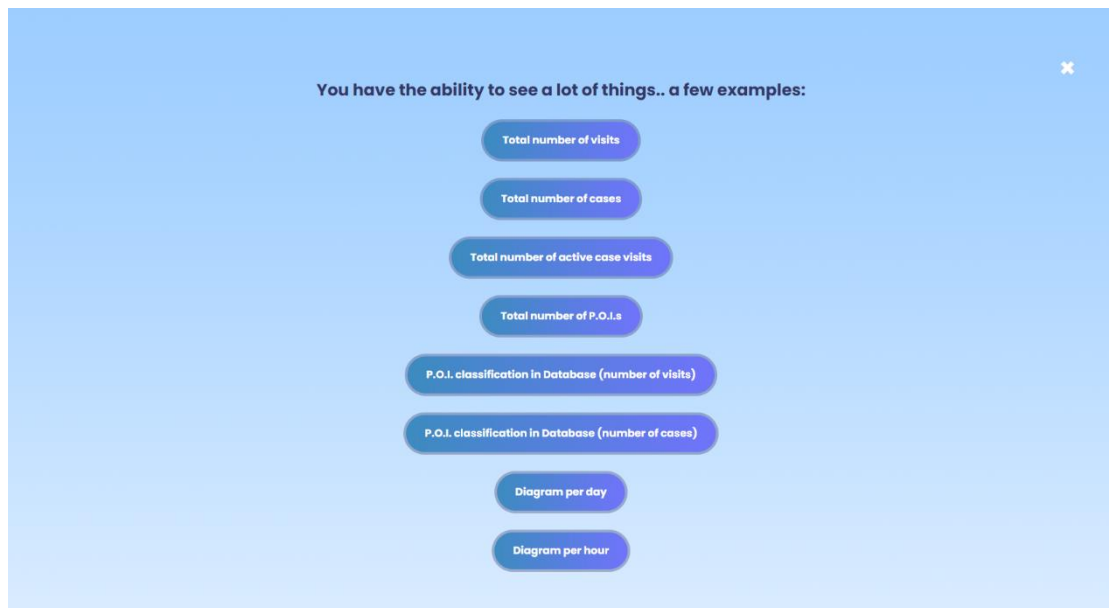 You have the ability to see a lot of things.. a few examples:
Total number of visits
Total number of cases
Total number of active case visits
Total number of P.O.I.s
P.O.I. classification in Database (number of visits)
P.O.I. classification in Database (number of cases)
Diagram per day
Diagram per hour